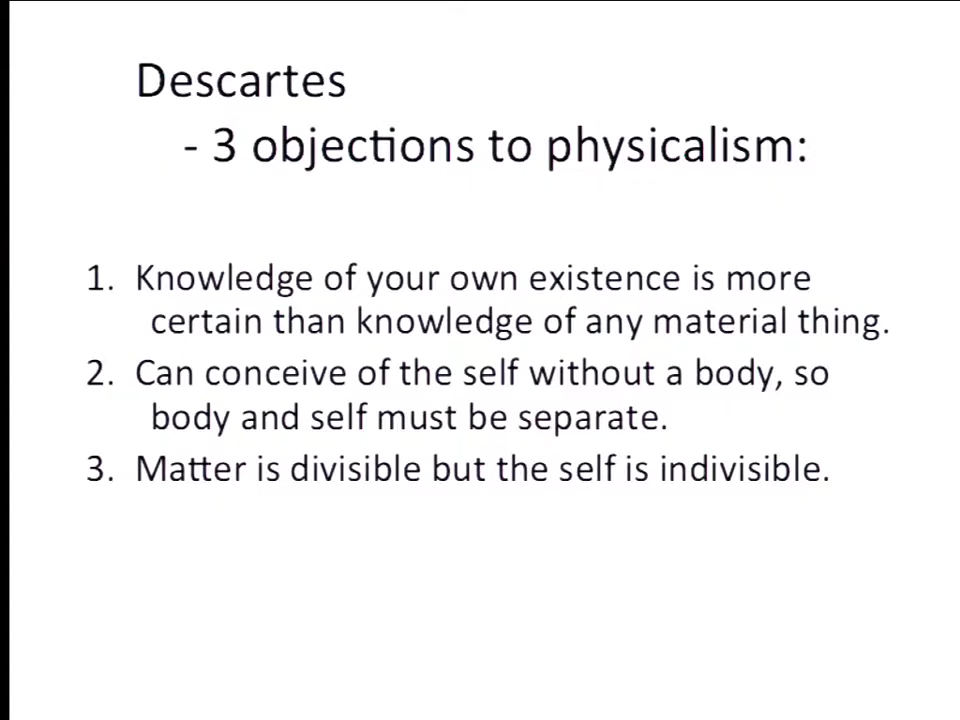 Descartes
- 3 objections to physicalism:
1. Knowledge of your own existence is more
certain than knowledge of any material thing.
2. Can conceive of the self without a body, so
body and self must be separate.
3. Matter is divisible but the self is indivisible.